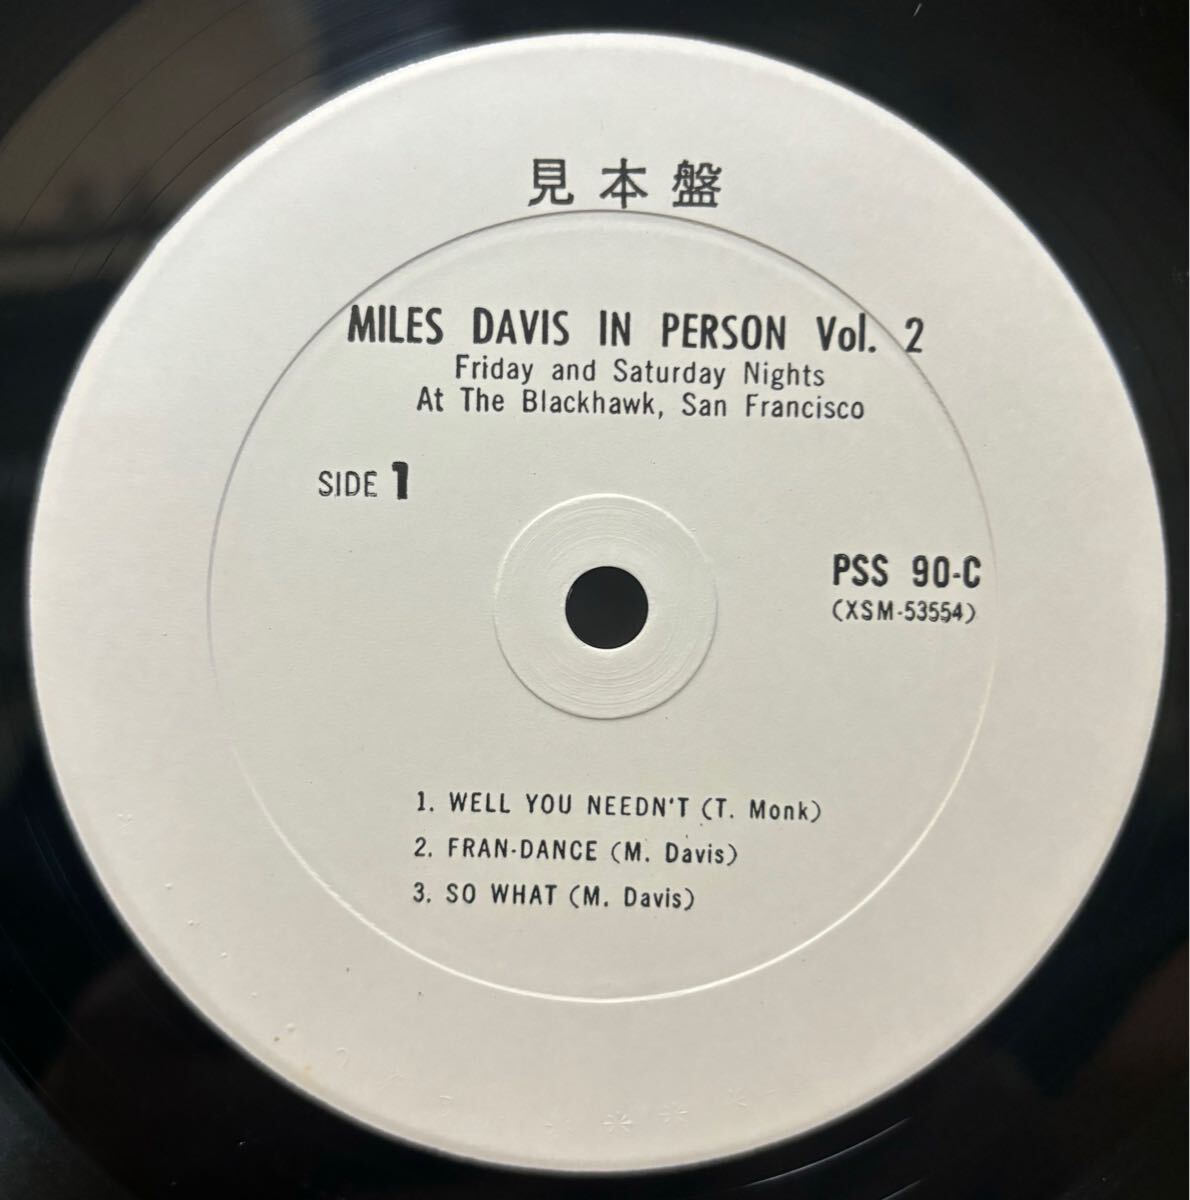 見本盤
MILES DAVIS IN PERSON Vol. 2
Friday and Saturday Nights
At The Blackhawk, San Francisco
SIDE 1
PSS 90-C
(XSM-53554)
1. WELL YOU NEEDN'T (T. Monk)
2. FRAN-DANCE (M. Davis)
3. SO WHAT (M. Davis)